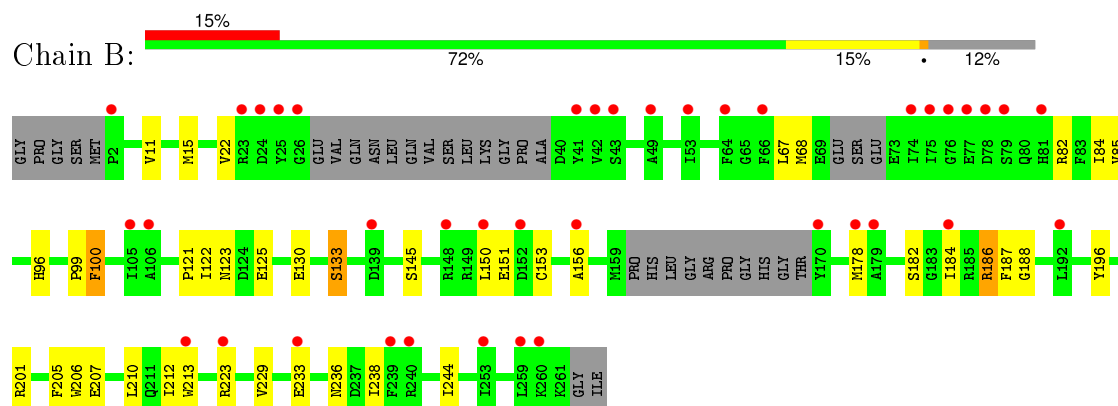 15%
Chain B:
72% 15% • 12%
GLY PRO GLY SER MET P2 V11 M15 V22 R23 D24 Y25 G26 GLU VAL GLN ASN LEU GLN VAL SER LEU LYS GLY PRO ALA D40 Y41 V42 S43 A49 I53 F64 G65 F66 L67 M68 E69 GLU SER GLU E73 I74 I75 G76 E77 D78 S79 Q80 H81 R82 F83 I84 V85
H96 P99 F100 I105 A106 P121 I122 N123 D124 E125 E130 S133 D139 S145 R148 R149 L150 E151 D152 C153 A156 M159 PRO HIS LEU GLY ARG PRO GLY HIS GLY THR Y170 M178 A179 S182 G183 I184 R185 R186 F187 G188 L192 Y196
R201 F205 W206 E207 L210 Q211 I212 W213 R223 V229 E233 N236 D237 I238 F239 R240 I244 I253 L259 K260 K261 GLY ILE